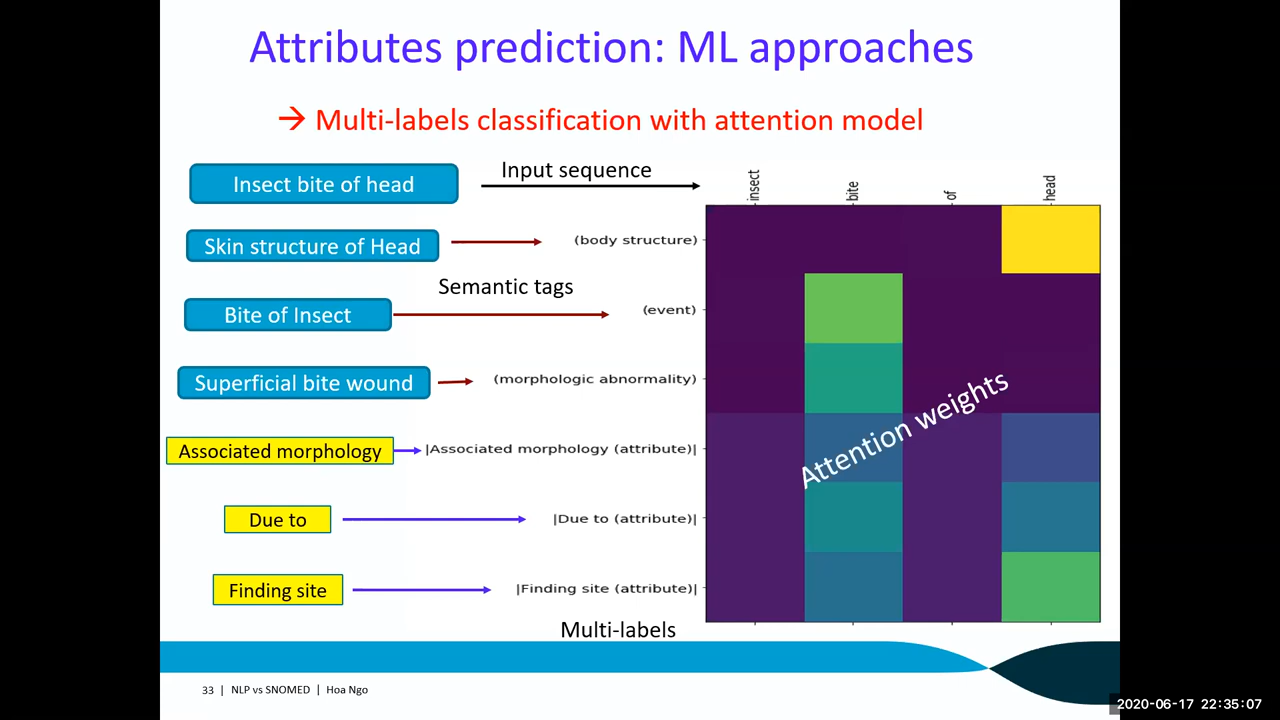 Attributes prediction: ML approaches
→ Multi-labels classification with attention model
Insect bite of head
Input sequence
insect
bite
of
head
Skin structure of Head
(body structure)
Semantic tags
Bite of Insect
(event)
Superficial bite wound
(morphologic abnormality)
Attention weights
Associated morphology
|Associated morphology (attribute)|
Due to
|Due to (attribute)|
Finding site
|Finding site (attribute)|
Multi-labels
33 | NLP vs SNOMED | Hoa Ngo
2020-06-17 22:35:07